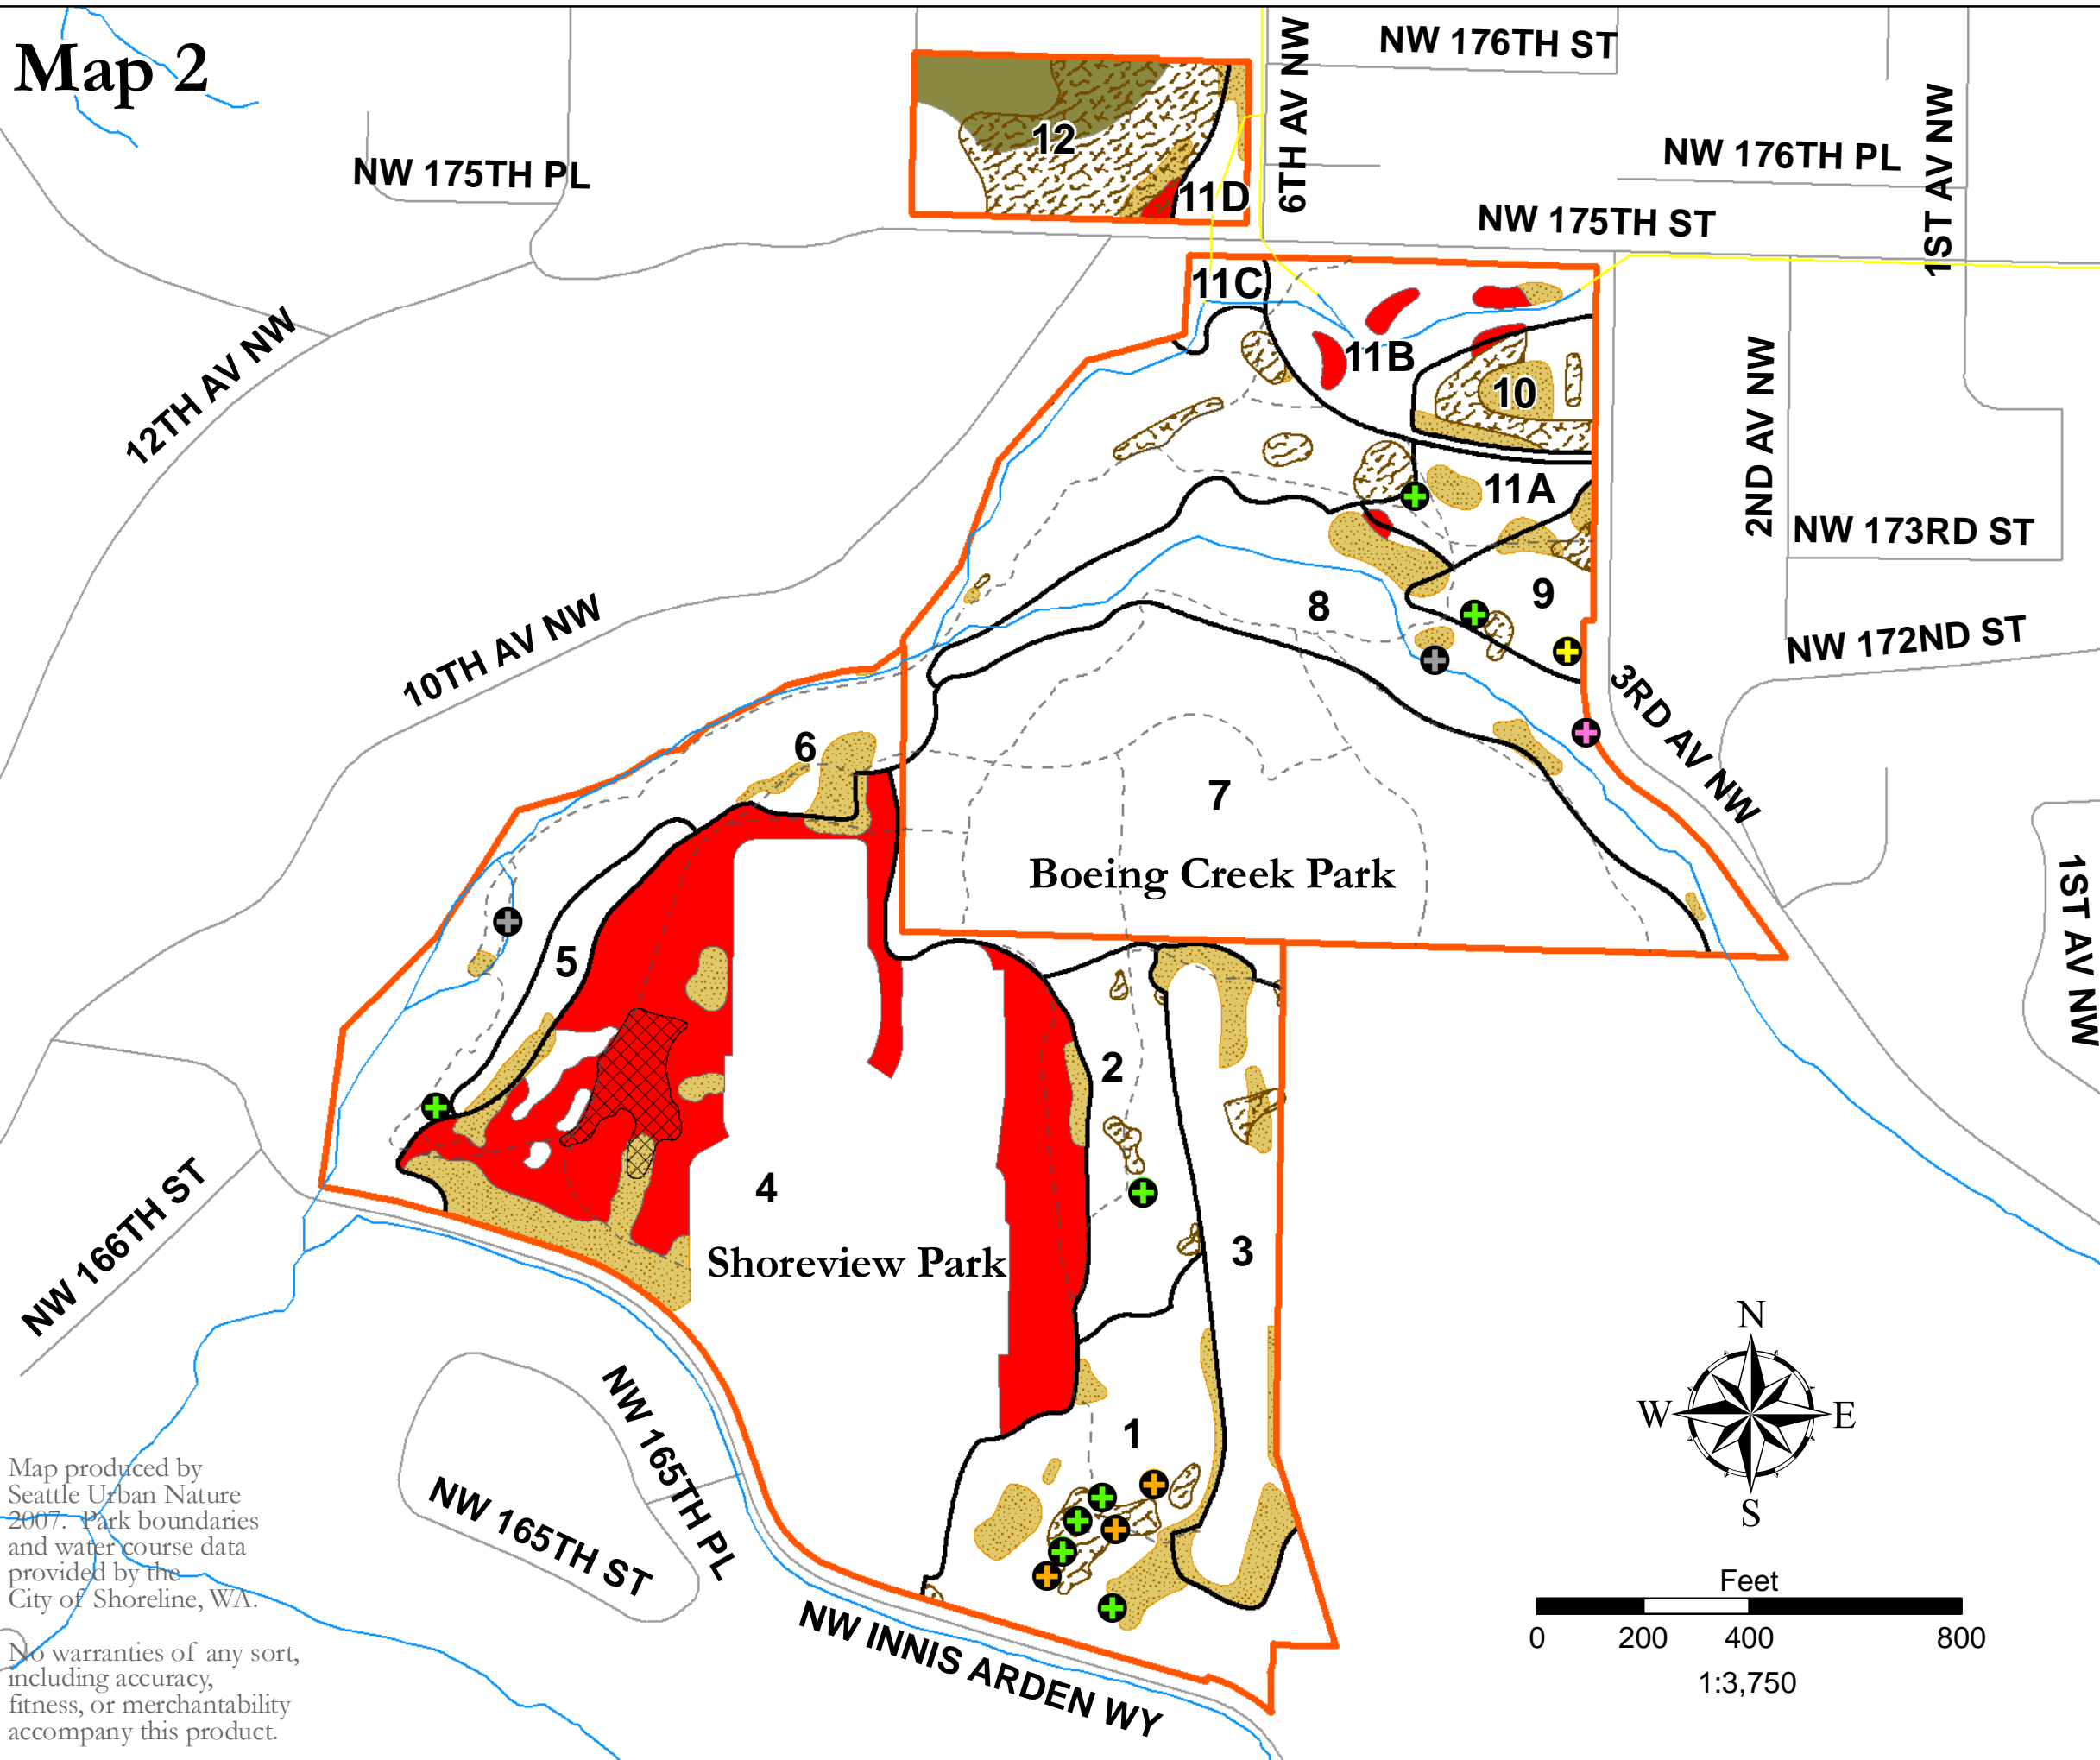 Map 2
NW 176TH ST
6TH AV NW
NW 176TH PL
1ST AV NW
NW 175TH PL
12
11D
NW 175TH ST
11C
11B
10
12TH AV NW
2ND AV NW
11A
NW 173RD ST
9
8
10TH AV NW
NW 172ND ST
3RD AV NW
6
7
Boeing Creek Park
1ST AV NW
5
2
4
3
Shoreview Park
NW 166TH ST
NW 165TH PL
1
NW 165TH ST
NW INNIS ARDEN WY
N
W
E
S
Feet
0 200 400 800
1:3,750
Map produced by
Seattle Urban Nature
2007. Park boundaries
and water course data
provided by the
City of Shoreline, WA.
No warranties of any sort,
including accuracy,
fitness, or merchantability
accompany this product.